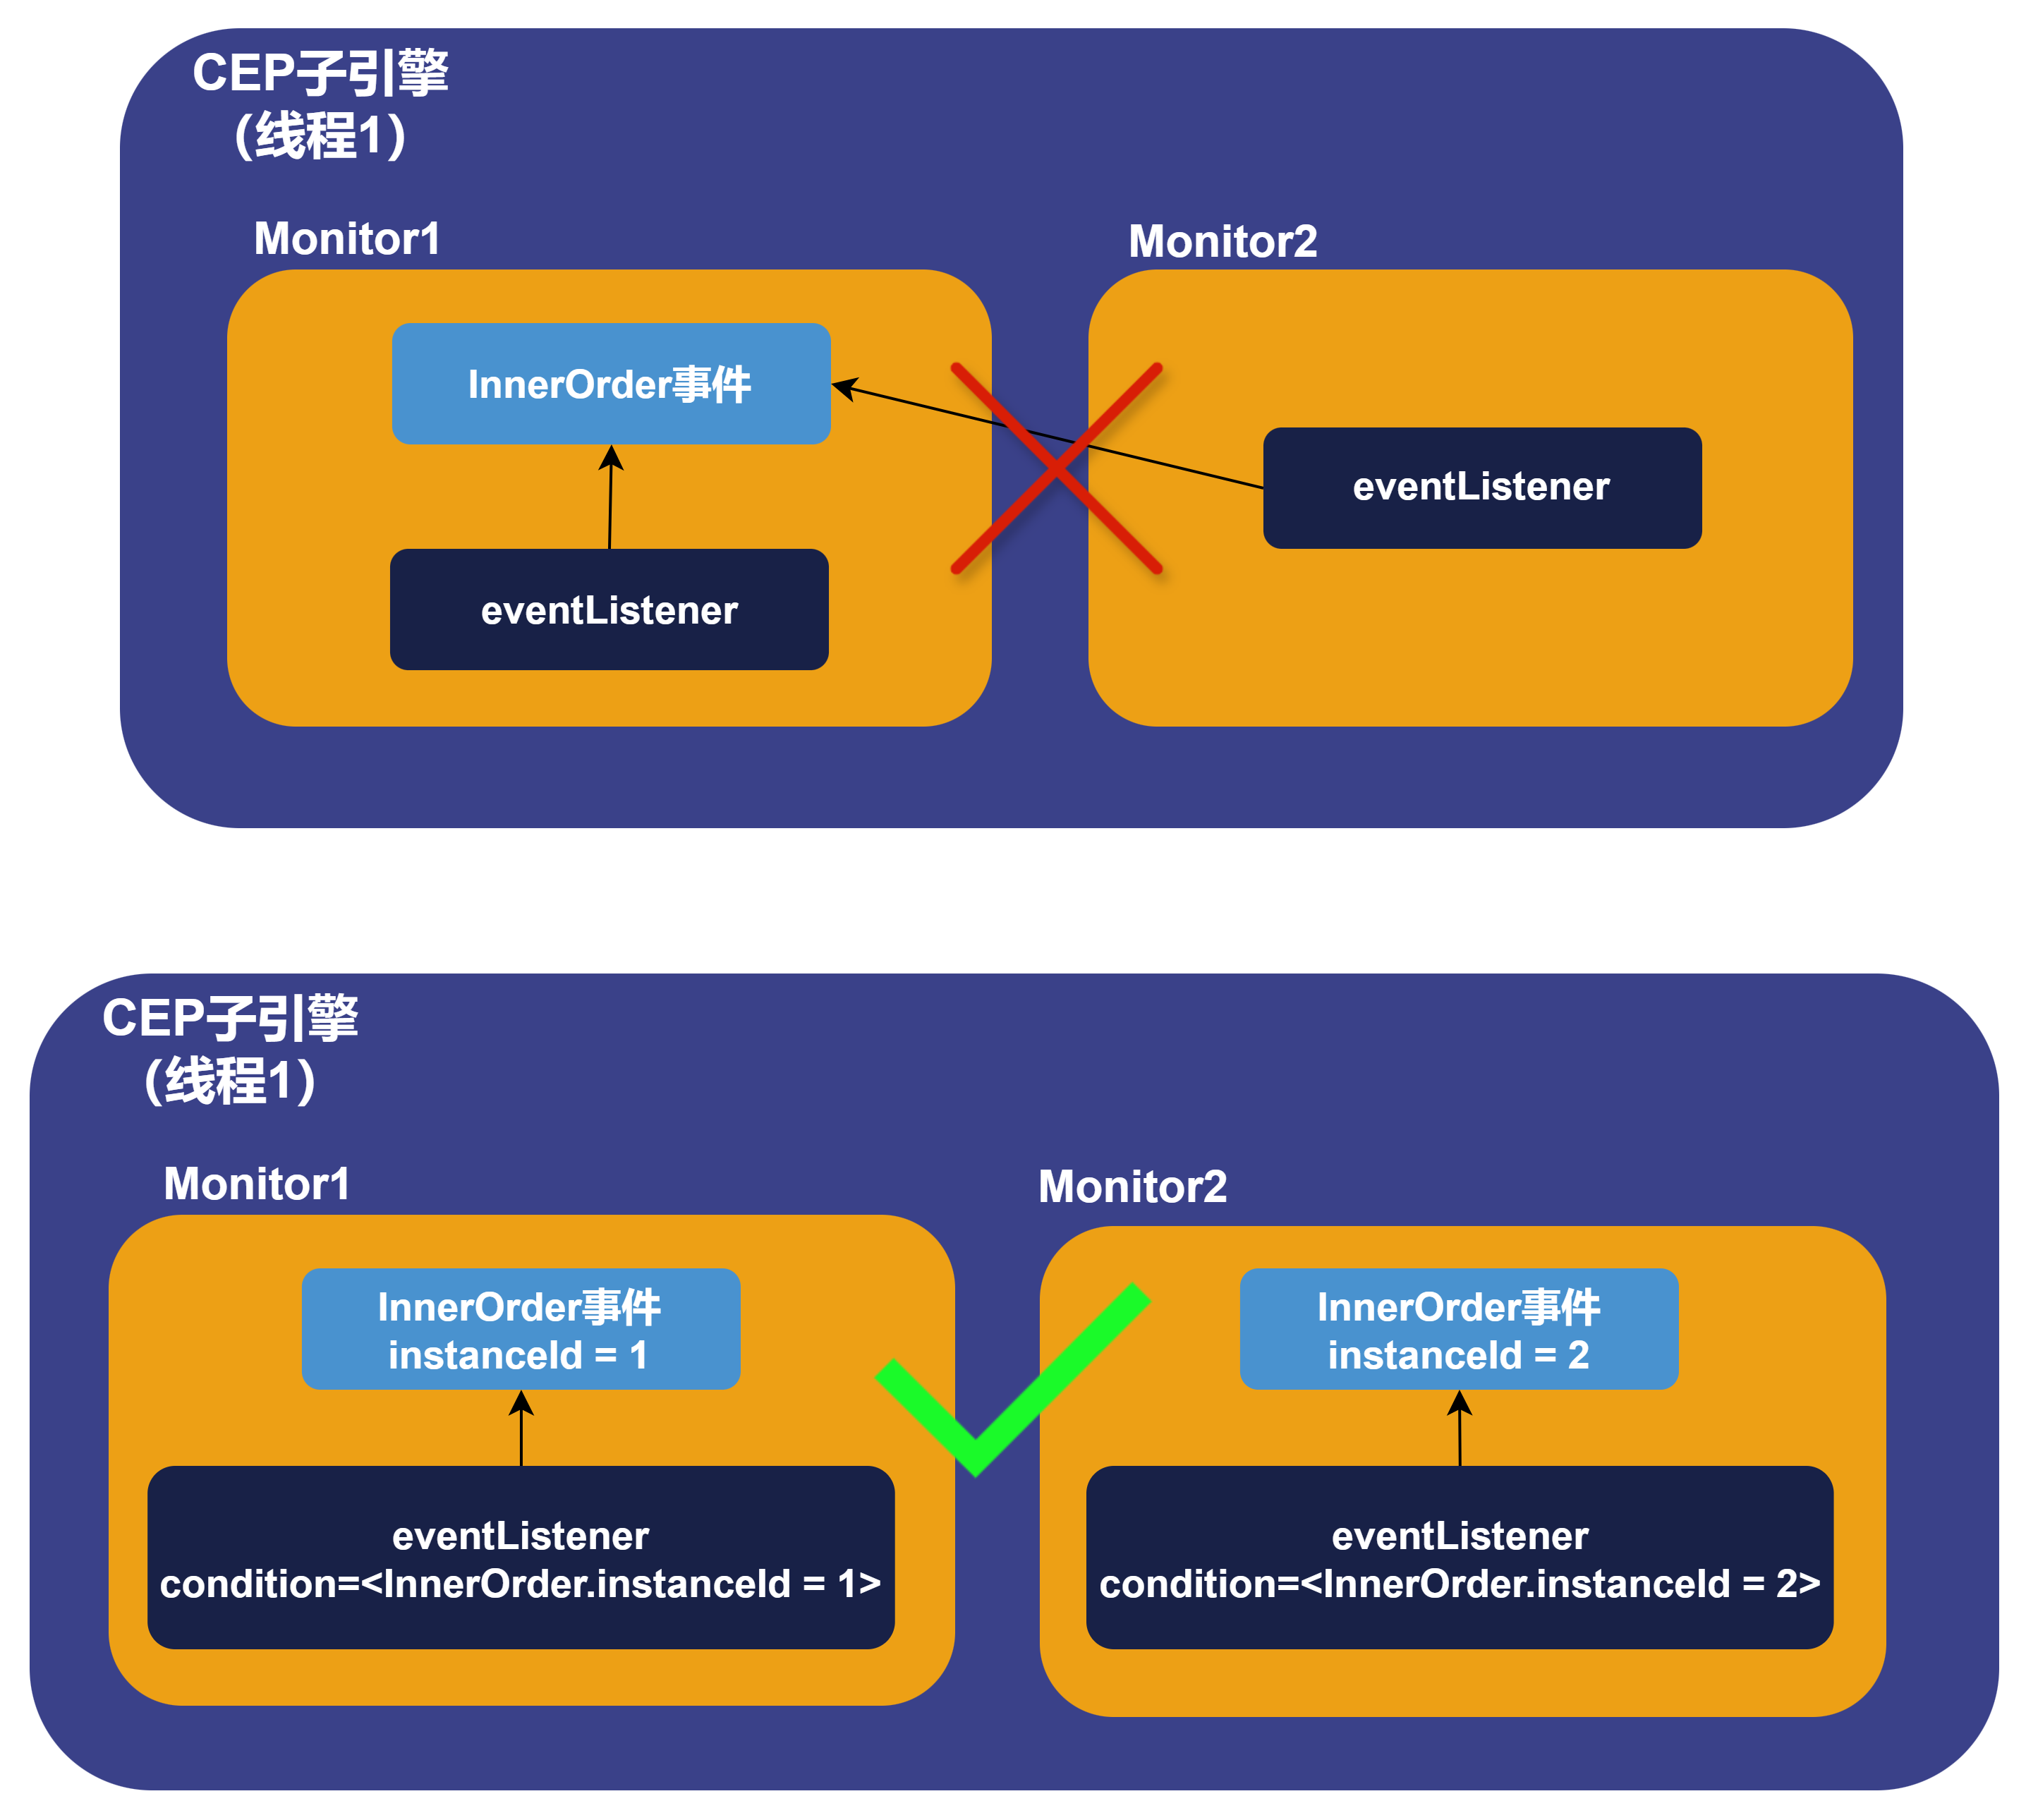 CEP子引擎
(线程1)
Monitor1
Monitor2
InnerOrder事件
eventListener
eventListener
CEP子引擎
(线程1)
Monitor1
Monitor2
InnerOrder事件
instanceId = 1
InnerOrder事件
instanceId = 2
eventListener
condition=<InnerOrder.instanceId = 1>
eventListener
condition=<InnerOrder.instanceId = 2>